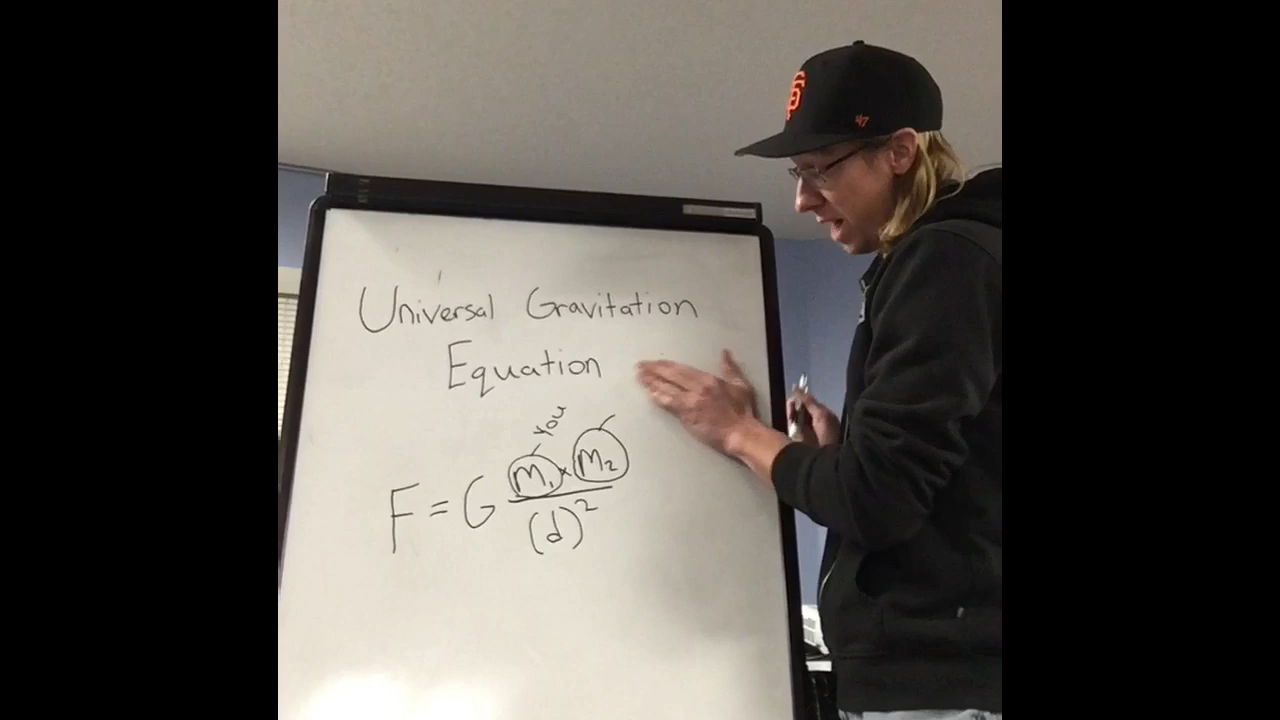 Universal Gravitation
Equation
you
F = G m₁ × m₂
(d)²
SF
47